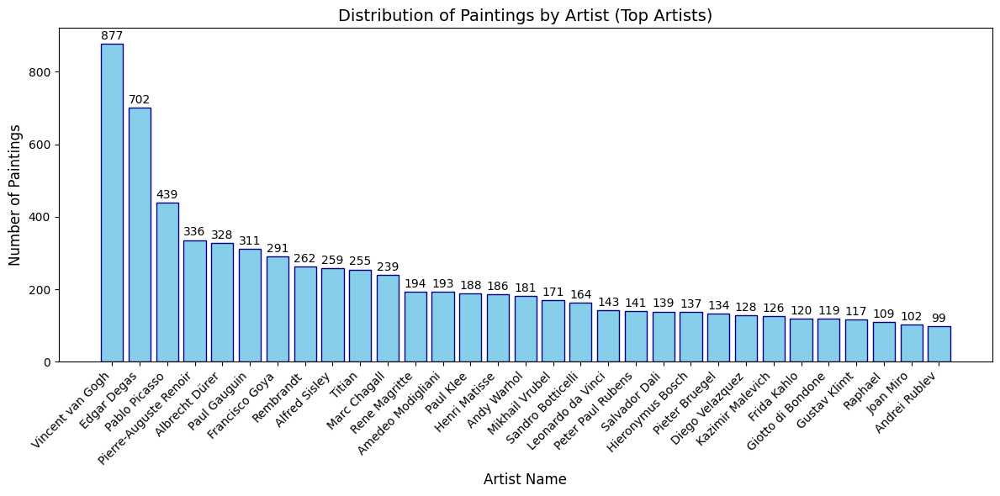 Distribution of Paintings by Artist (Top Artists)
Number of Paintings
800
600
400
200
0
877
702
439
336
328
311
291
262
259
255
239
194
193
188
186
181
171
164
143
141
139
137
134
128
126
120
119
117
109
102
99
Vincent van Gogh
Edgar Degas
Pablo Picasso
Pierre-Auguste Renoir
Albrecht Dürer
Paul Gauguin
Francisco Goya
Rembrandt
Alfred Sisley
Titian
Marc Chagall
Rene Magritte
Amedeo Modigliani
Paul Klee
Henri Matisse
Andy Warhol
Mikhail Vrubel
Sandro Botticelli
Leonardo da Vinci
Peter Paul Rubens
Salvador Dali
Hieronymus Bosch
Pieter Bruegel
Diego Velazquez
Kazimir Malevich
Frida Kahlo
Giotto di Bondone
Gustav Klimt
Raphael
Joan Miro
Andrei Rublev
Artist Name